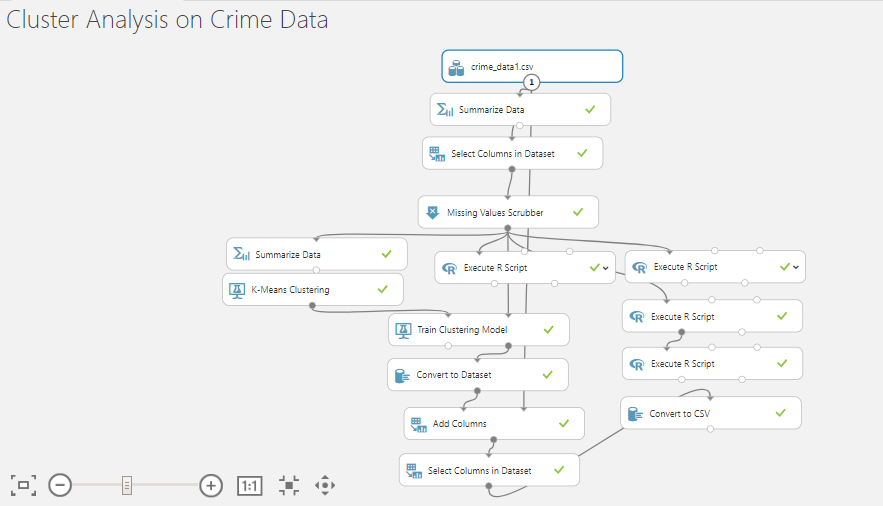 Cluster Analysis on Crime Data
crime_data1.csv
1
Summarize Data
Select Columns in Dataset
Missing Values Scrubber
Summarize Data
Execute R Script
Execute R Script
K-Means Clustering
Execute R Script
Train Clustering Model
Execute R Script
Convert to Dataset
Convert to CSV
Add Columns
Select Columns in Dataset
1:1